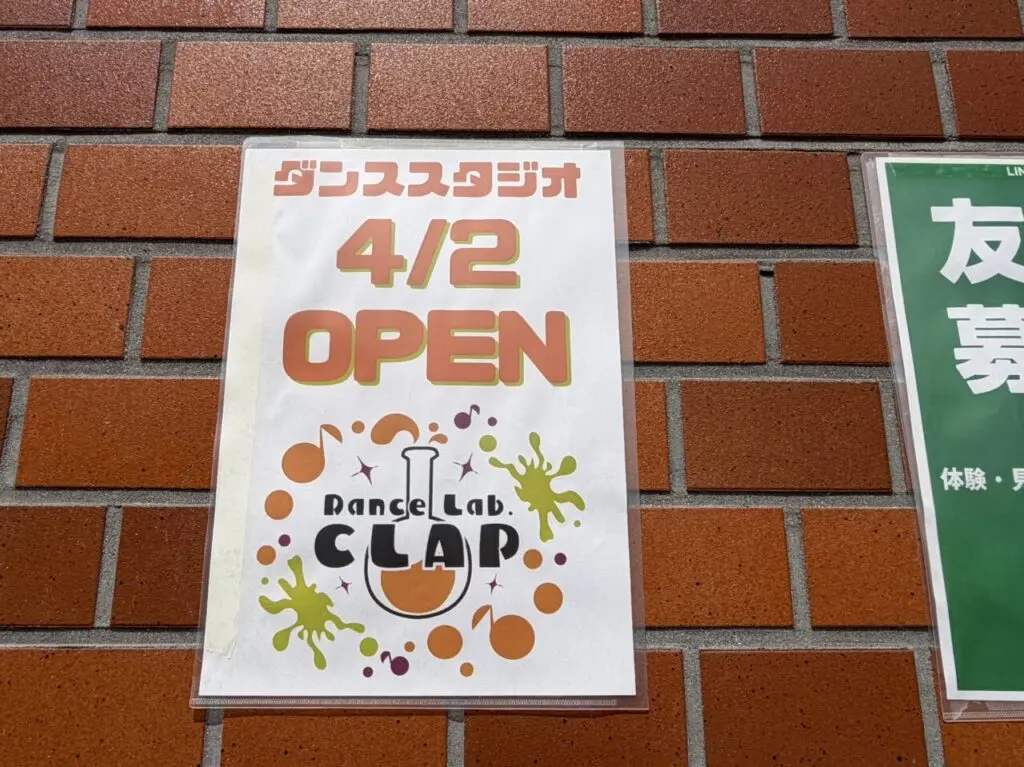 ダンススタジオ
4/2
OPEN
Dance Lab.
CLAP
友
募
体験・見